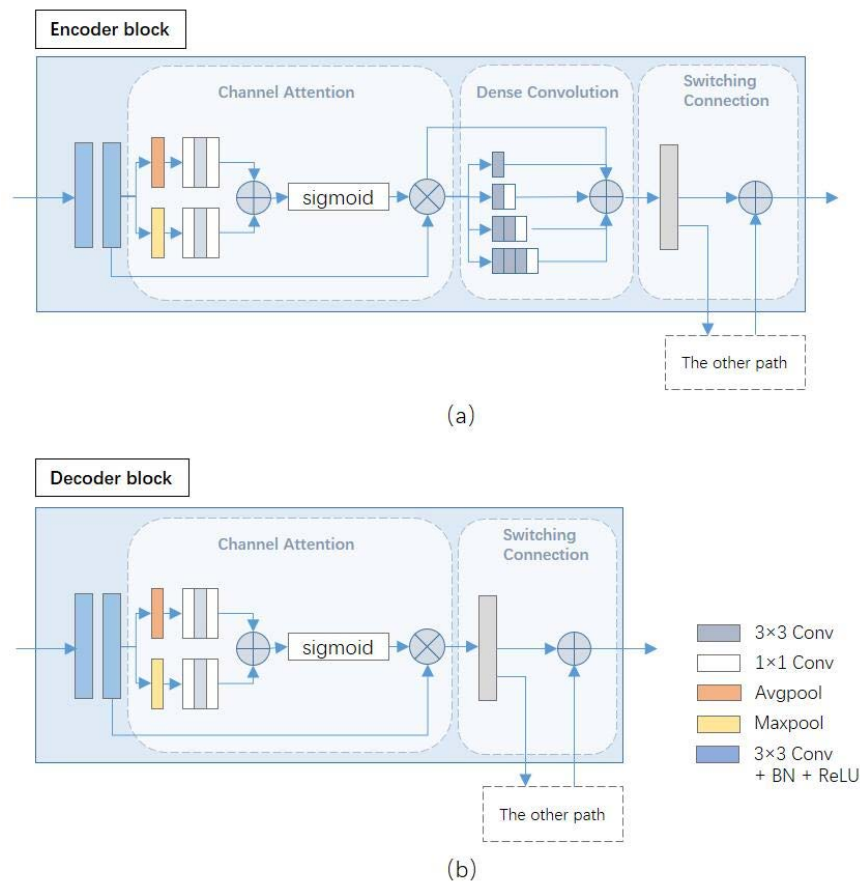 Encoder block
Channel Attention
Dense Convolution
Switching
Connection
sigmoid
The other path
(a)
Decoder block
Channel Attention
Switching
Connection
sigmoid
The other path
3×3 Conv
1×1 Conv
Avgpool
Maxpool
3×3 Conv
+ BN + ReLU
(b)